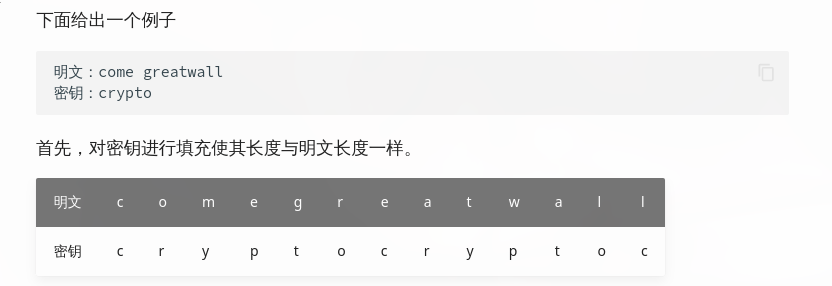 下面给出一个例子
明文：come greatwall
密钥：crypto
首先，对密钥进行填充使其长度与明文长度一样。
明文 c o m e g r e a t w a l l
密钥 c r y p t o c r y p t o c